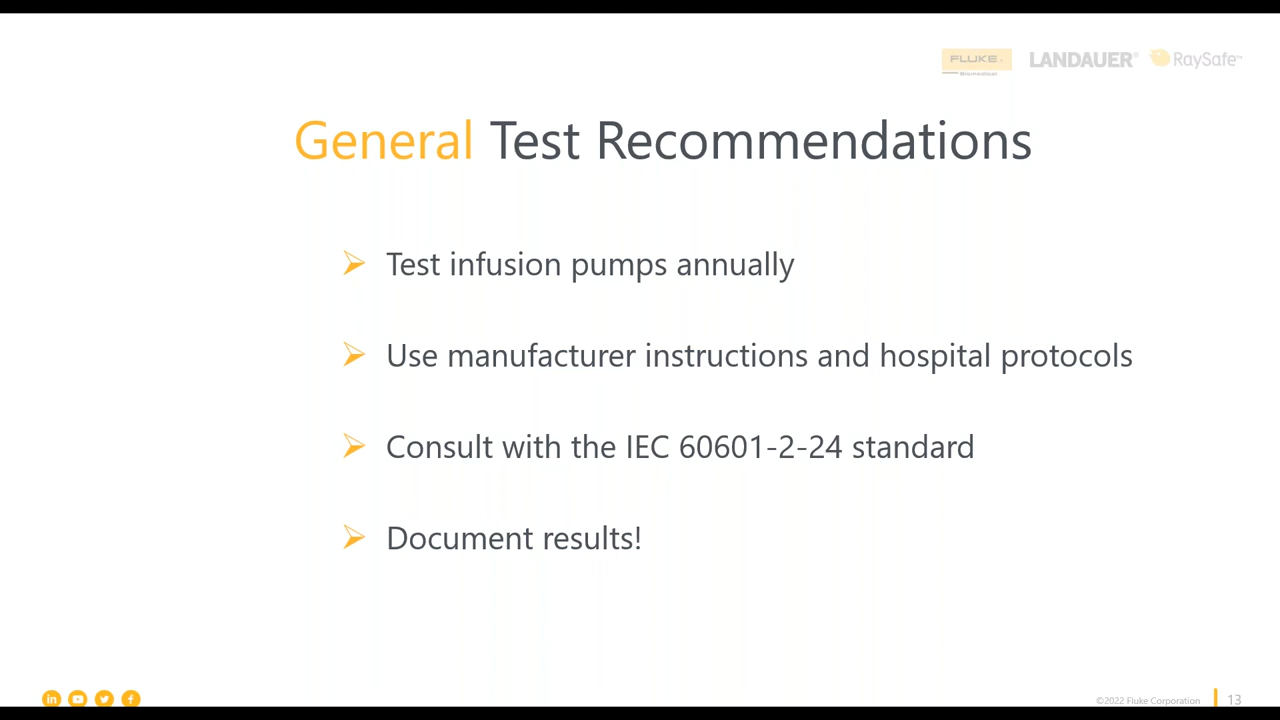 FLUKE
Biomedical
LANDAUER®
RaySafe™
General Test Recommendations
Test infusion pumps annually
Use manufacturer instructions and hospital protocols
Consult with the IEC 60601-2-24 standard
Document results!
in
f
©2022 Fluke Corporation
13